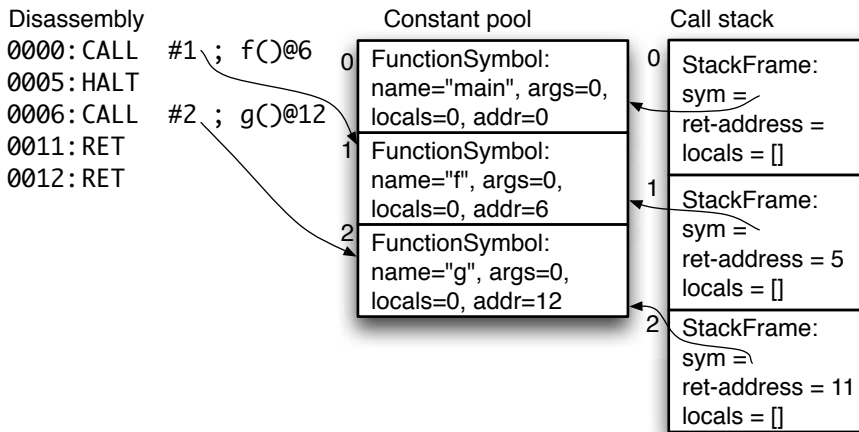 Disassembly
0000:CALL #1 ; f()@6
0005:HALT
0006:CALL #2 ; g()@12
0011:RET
0012:RET
Constant pool
0
FunctionSymbol:
name="main", args=0,
locals=0, addr=0
1
FunctionSymbol:
name="f", args=0,
locals=0, addr=6
2
FunctionSymbol:
name="g", args=0,
locals=0, addr=12
Call stack
0
StackFrame:
sym =
ret-address =
locals = []
1
StackFrame:
sym =
ret-address = 5
locals = []
2
StackFrame:
sym =
ret-address = 11
locals = []